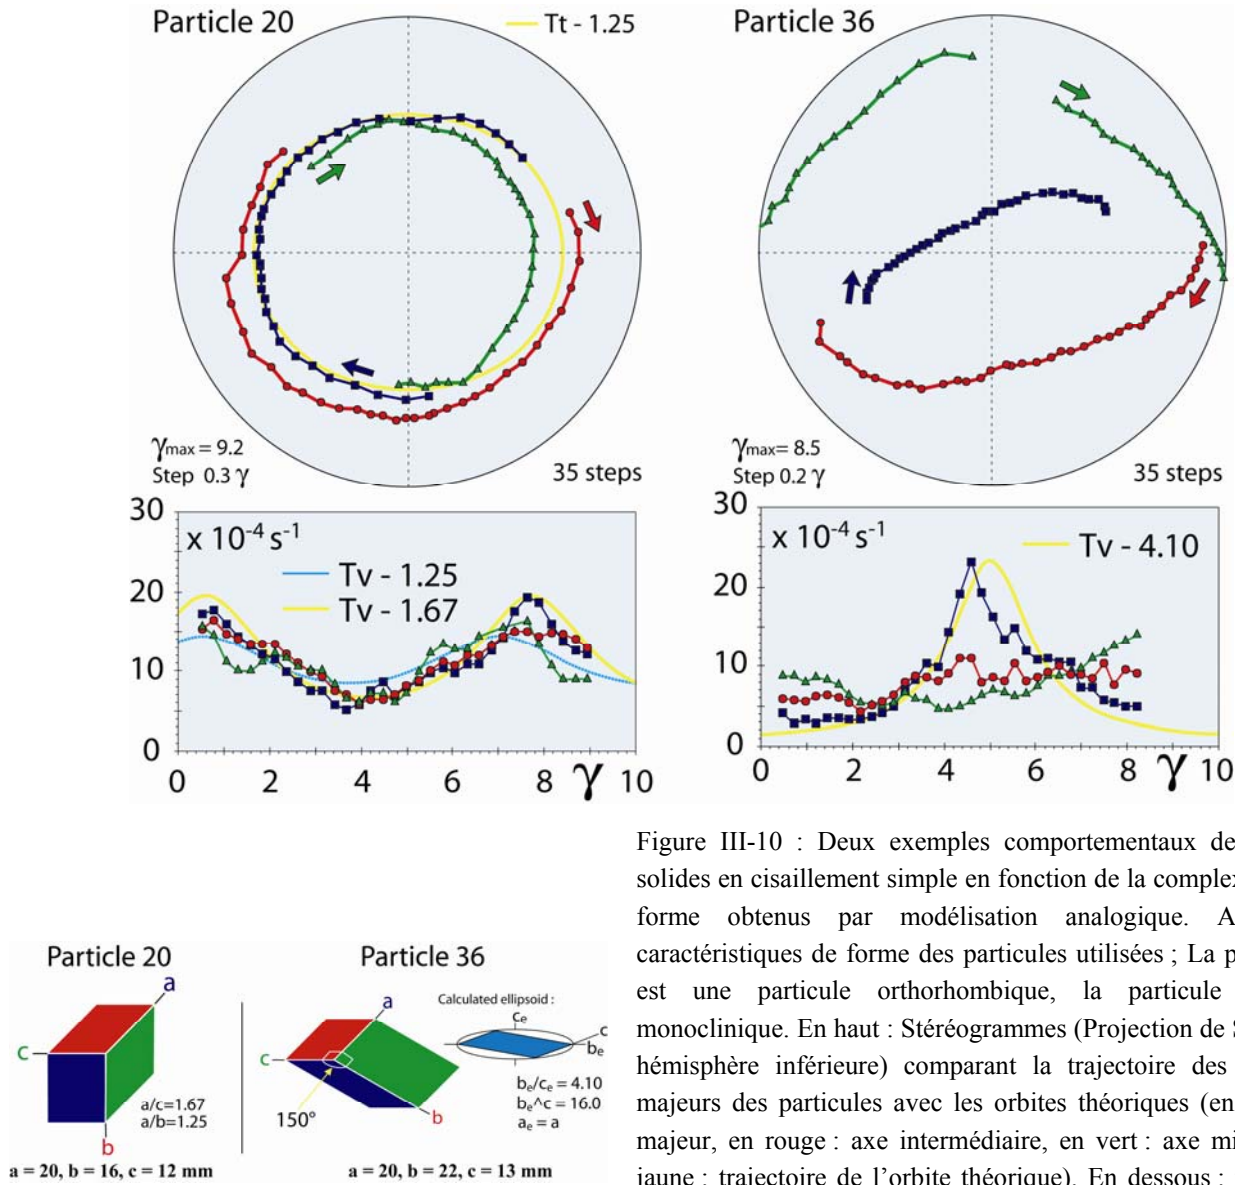 Particle 20
Tt - 1.25
Particle 36
γmax = 9.2
Step 0.3 γ
35 steps
γmax = 8.5
Step 0.2 γ
35 steps
30
x 10⁻⁴ s⁻¹
Tv - 1.25
Tv - 1.67
20
10
0
0 2 4 6 γ 10
30
x 10⁻⁴ s⁻¹
Tv - 4.10
20
10
0
0 2 4 6 γ 10
Particle 20
a
c
b
a/c=1.67
a/b=1.25
a = 20, b = 16, c = 12 mm
Particle 36
a
c
b
150°
Calculated ellipsoid :
cₑ
c
bₑ
bₑ/cₑ = 4.10
bₑ^c = 16.0
aₑ = a
a = 20, b = 22, c = 13 mm
Figure III-10 : Deux exemples comportementaux de
solides en cisaillement simple en fonction de la
forme obtenus par modélisation analogique.
caractéristiques de forme des particules utilisées ; La
est une particule orthorhombique, la particule
monoclinique. En haut : Stéréogrammes (Projection de
hémisphère inférieure) comparant la trajectoire des
majeurs des particules avec les orbites théoriques (en
majeur, en rouge : axe intermédiaire, en vert : axe
jaune : trajectoire de l'orbite théorique). En dessous :